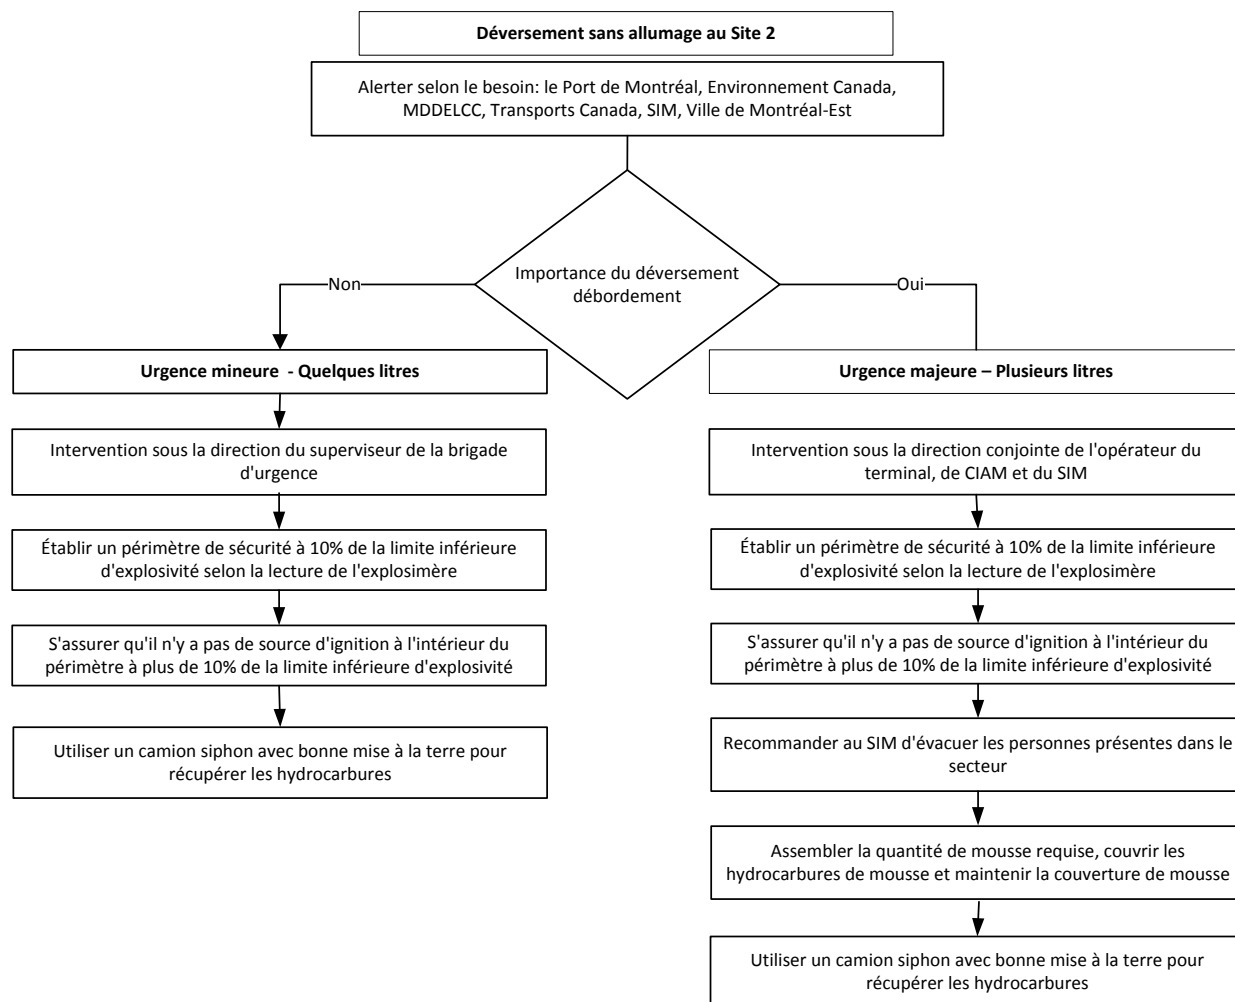 Déversement sans allumage au Site 2
Alerter selon le besoin: le Port de Montréal, Environnement Canada,
MDDELCC, Transports Canada, SIM, Ville de Montréal-Est
Importance du déversement
débordement
Non
Oui
Urgence mineure - Quelques litres
Intervention sous la direction du superviseur de la brigade
d'urgence
Établir un périmètre de sécurité à 10% de la limite inférieure
d'explosivité selon la lecture de l'explosimère
S'assurer qu'il n'y a pas de source d'ignition à l'intérieur du
périmètre à plus de 10% de la limite inférieure d'explosivité
Utiliser un camion siphon avec bonne mise à la terre pour
récupérer les hydrocarbures
Urgence majeure – Plusieurs litres
Intervention sous la direction conjointe de l'opérateur du
terminal, de CIAM et du SIM
Établir un périmètre de sécurité à 10% de la limite inférieure
d'explosivité selon la lecture de l'explosimère
S'assurer qu'il n'y a pas de source d'ignition à l'intérieur du
périmètre à plus de 10% de la limite inférieure d'explosivité
Recommander au SIM d'évacuer les personnes présentes dans le
secteur
Assembler la quantité de mousse requise, couvrir les
hydrocarbures de mousse et maintenir la couverture de mousse
Utiliser un camion siphon avec bonne mise à la terre pour
récupérer les hydrocarbures